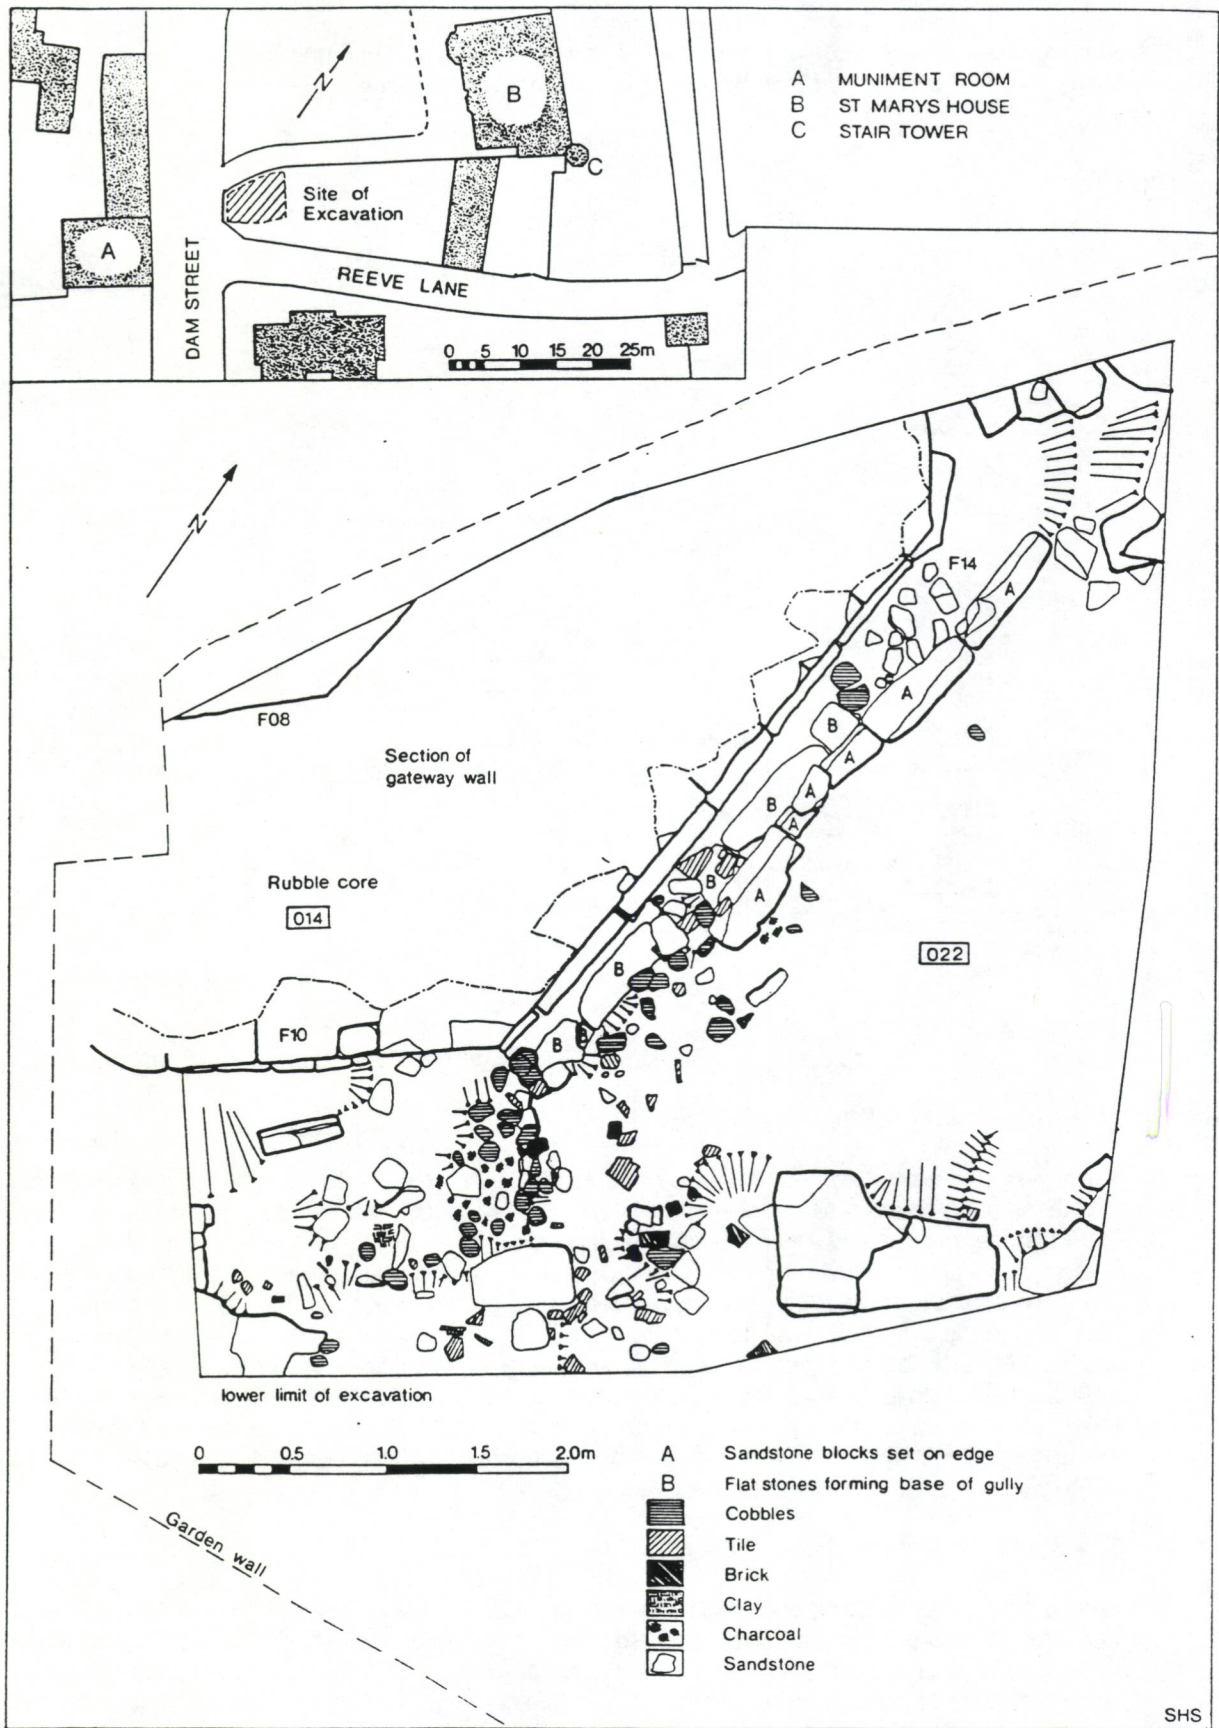 A MUNIMENT ROOM
B ST MARYS HOUSE
C STAIR TOWER
N
B
C
Site of
Excavation
A
DAM STREET
REEVE LANE
0 5 10 15 20 25m
N
F14
A
F08
A
B
Section of
gateway wall
A
B
A
A
Rubble core
B
A
014
022
B
F10
B
B
lower limit of excavation
0 0.5 1.0 1.5 2.0m
A Sandstone blocks set on edge
B Flat stones forming base of gully
Cobbles
Tile
Brick
Clay
Charcoal
Sandstone
Garden wall
SHS